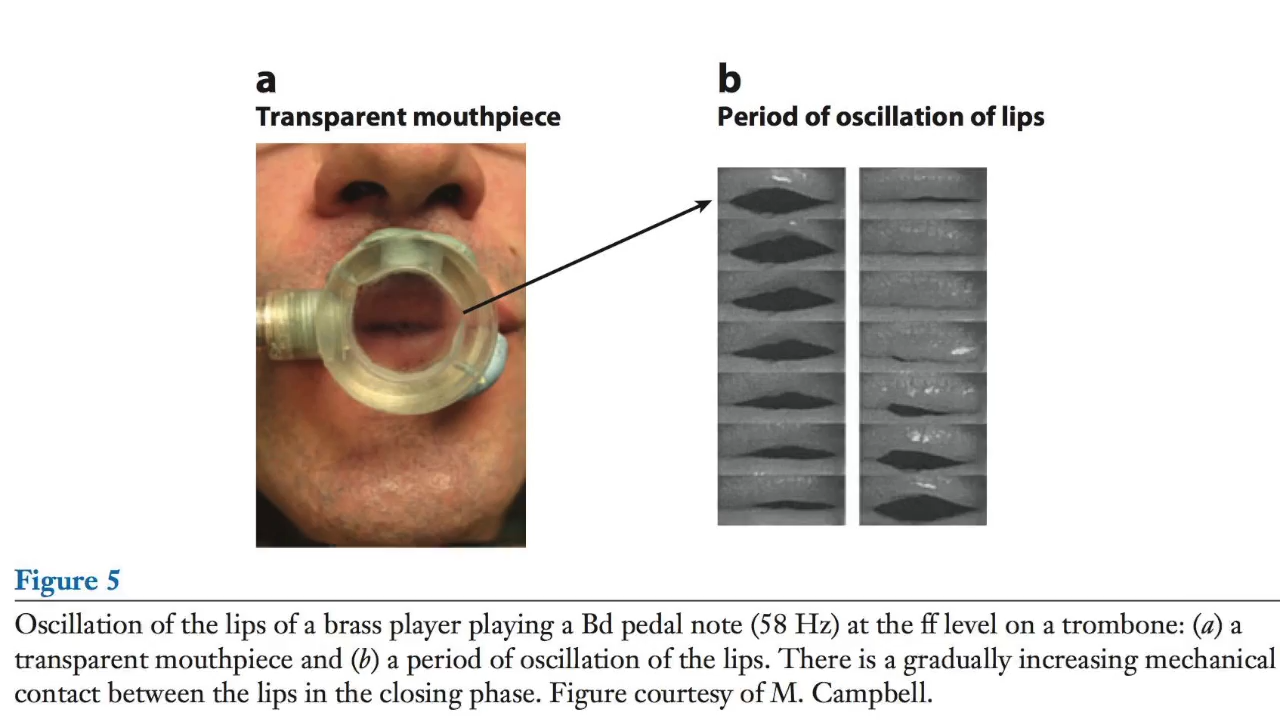 a
Transparent mouthpiece
b
Period of oscillation of lips
Figure 5
Oscillation of the lips of a brass player playing a Bd pedal note (58 Hz) at the ff level on a trombone: (a) a
transparent mouthpiece and (b) a period of oscillation of the lips. There is a gradually increasing mechanical
contact between the lips in the closing phase. Figure courtesy of M. Campbell.